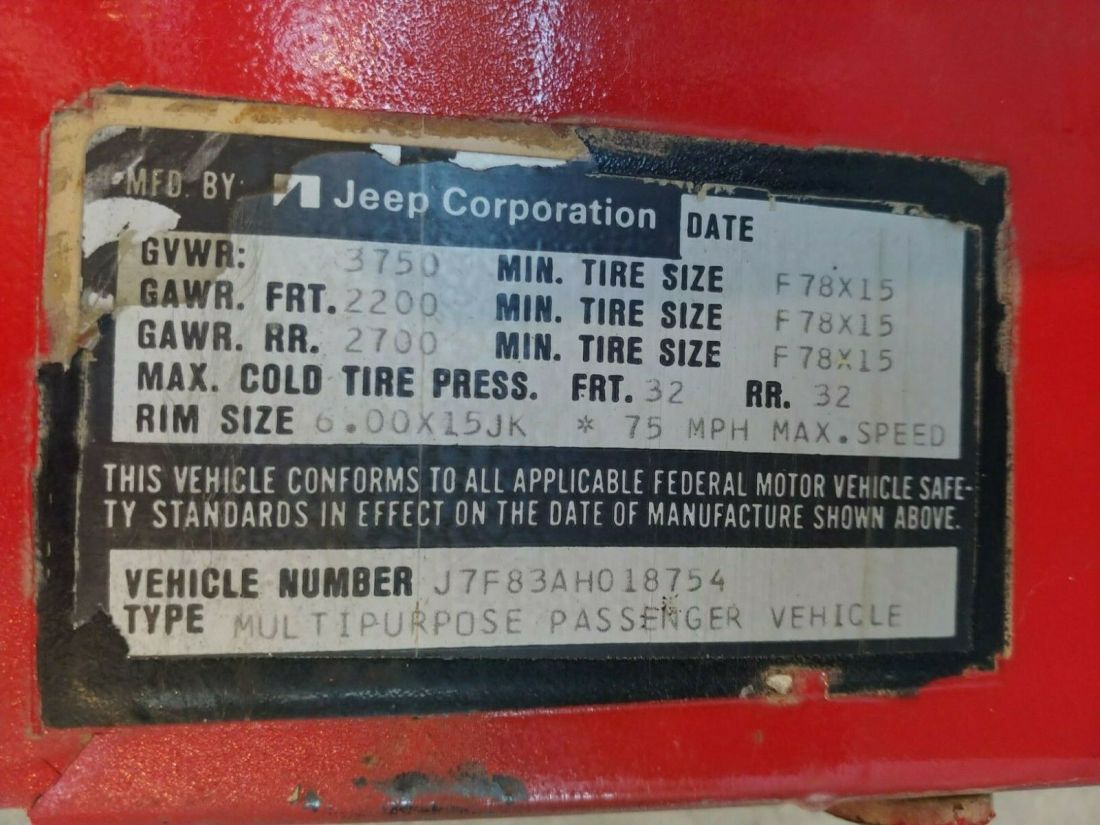 MFD. BY Jeep Corporation DATE
GVWR: 3750 MIN. TIRE SIZE F78X15
GAWR. FRT. 2200 MIN. TIRE SIZE F78X15
GAWR. RR. 2700 MIN. TIRE SIZE F78X15
MAX. COLD TIRE PRESS. FRT. 32 RR. 32
RIM SIZE 6.00X15JK * 75 MPH MAX.SPEED
THIS VEHICLE CONFORMS TO ALL APPLICABLE FEDERAL MOTOR VEHICLE SAFE-
TY STANDARDS IN EFFECT ON THE DATE OF MANUFACTURE SHOWN ABOVE.
VEHICLE NUMBER J7F83AH018754
TYPE MULTIPURPOSE PASSENGER VEHICLE